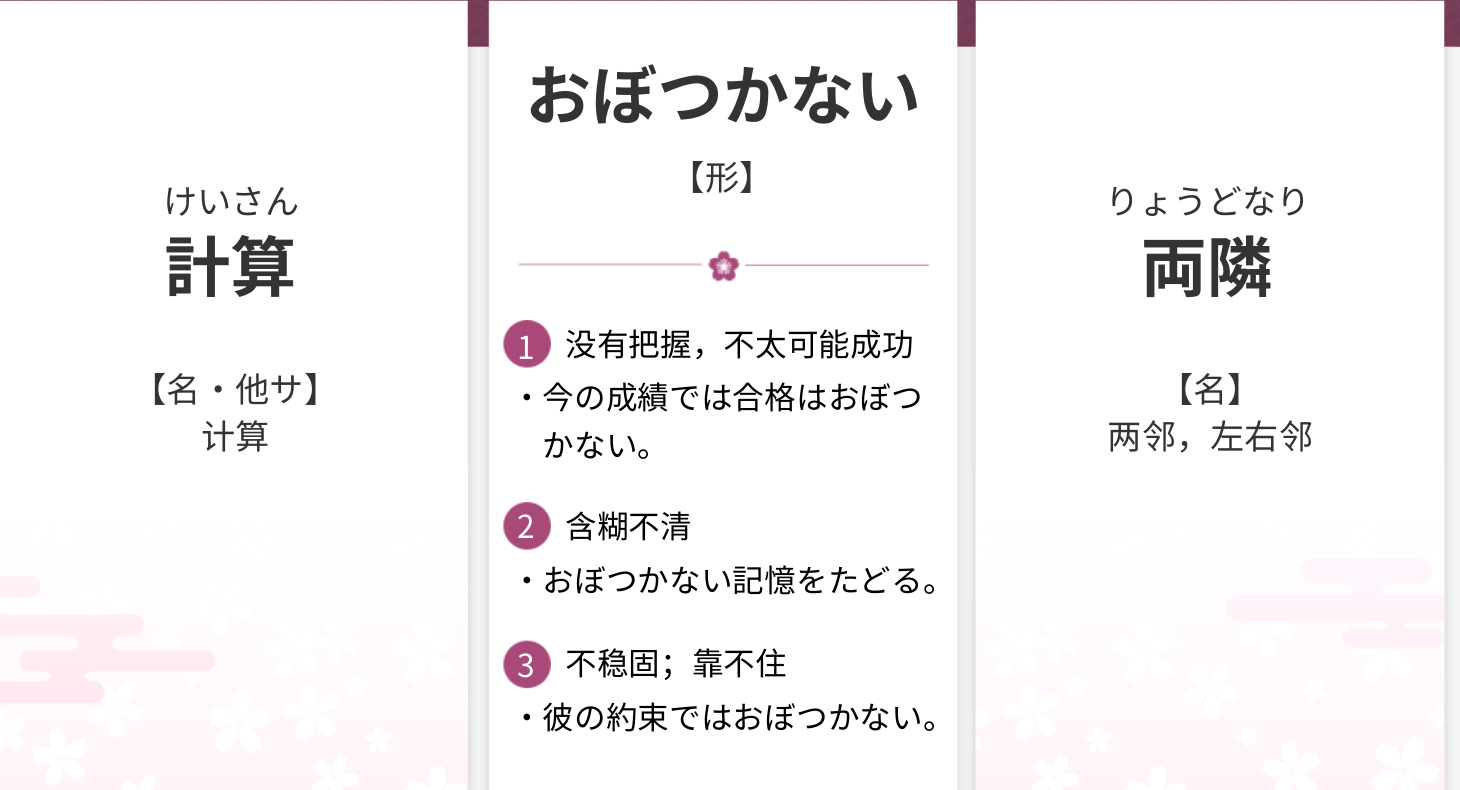 けいさん
計算
【名・他サ】
计算
おぼつかない
【形】
1 没有把握，不太可能成功
・今の成績では合格はおぼつ
かない。
2 含糊不清
・おぼつかない記憶をたどる。
3 不稳固；靠不住
・彼の約束ではおぼつかない。
りょうどなり
両隣
【名】
两邻，左右邻